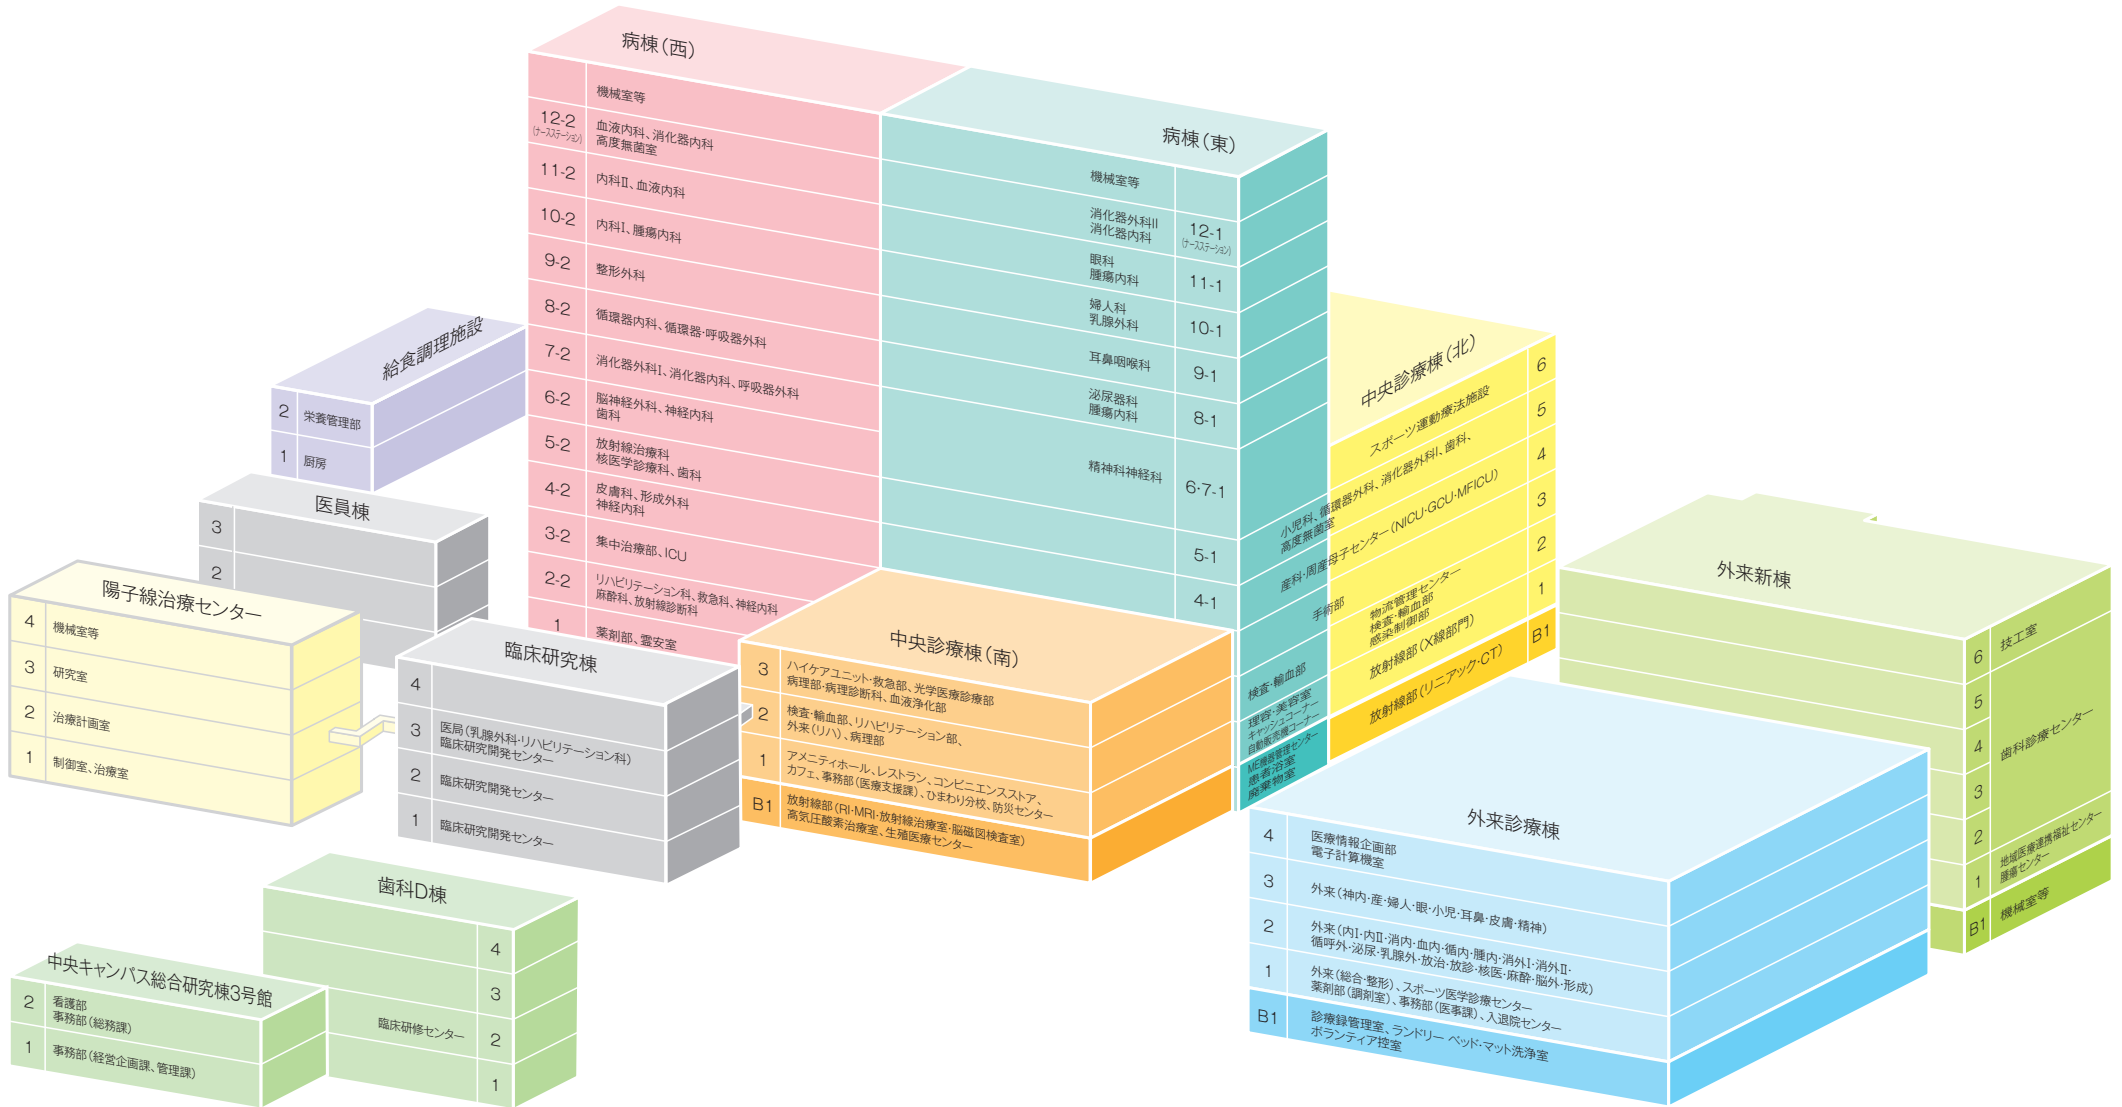 病棟(西)
機械室等
12-2
(ナースステーション)
血液内科、消化器内科
高度無菌室
11-2
内科Ⅱ、血液内科
10-2
内科Ⅰ、腫瘍内科
9-2
整形外科
8-2
循環器内科、循環器・呼吸器外科
7-2
消化器外科Ⅰ、消化器内科、呼吸器外科
6-2
脳神経外科、神経内科
歯科
5-2
放射線治療科
核医学診療科、歯科
4-2
皮膚科、形成外科
神経内科
3-2
集中治療部、ICU
2-2
リハビリテーション科、救急科、神経内科
麻酔科、放射線診断科
1
薬剤部、霊安室
病棟(東)
機械室等
消化器外科Ⅱ
消化器内科
12-1
(ナースステーション)
眼科
腫瘍内科
11-1
婦人科
乳腺外科
10-1
耳鼻咽喉科
9-1
泌尿器科
腫瘍内科
8-1
精神科神経科
6・7-1
5-1
小児科、循環器外科、消化器外科Ⅰ、歯科、
高度無菌室
4-1
産科・周産母子センター(NICU・GCU・MFICU)
手術部
検査・輸血部
理容・美容室
キャッシュコーナー
自動販売機コーナー
ME機器管理センター
患者浴室
廃棄物室
中央診療棟(北)
6
スポーツ運動療法施設
5
4
3
2
物流管理センター
検査・輸血部
感染制御部
1
放射線部(X線部門)
B1
放射線部(リニアック・CT)
給食調理施設
2
栄養管理部
1
厨房
医員棟
3
2
陽子線治療センター
4
機械室等
3
研究室
2
治療計画室
1
制御室、治療室
臨床研究棟
4
3
医局(乳腺外科・リハビリテーション科)
臨床研究開発センター
2
臨床研究開発センター
1
臨床研究開発センター
中央診療棟(南)
3
ハイケアユニット・救急部、光学医療診療部
病理部・病理診断科、血液浄化部
2
検査・輸血部、リハビリテーション部、
外来(リハ)、病理部
1
アメニティホール、レストラン、コンビニエンスストア、
カフェ、事務部(医療支援課)、ひまわり分校、防災センター
B1
放射線部(RI・MRI・放射線治療室・脳磁図検査室)
高気圧酸素治療室、生殖医療センター
外来新棟
6
技工室
5
4
3
2
歯科診療センター
1
地域医療連携福祉センター
腫瘍センター
B1
機械室等
外来診療棟
4
医療情報企画部
電子計算機室
3
外来(神内・産・婦人・眼・小児・耳鼻・皮膚・精神)
2
外来(内Ⅰ・内Ⅱ・消内・血内・循内・腫内・消外Ⅰ・消外Ⅱ・
循呼外・泌尿・乳腺外・放治・放診・核医・麻酔・脳外・形成)
1
外来(総合・整形)、スポーツ医学診療センター
薬剤部(調剤室)、事務部(医事課)、入退院センター
B1
診療録管理室、ランドリー ベッド・マット洗浄室
ボランティア控室
歯科D棟
4
3
臨床研修センター
2
1
中央キャンパス総合研究棟3号館
2
看護部
事務部(総務課)
1
事務部(経営企画課、管理課)